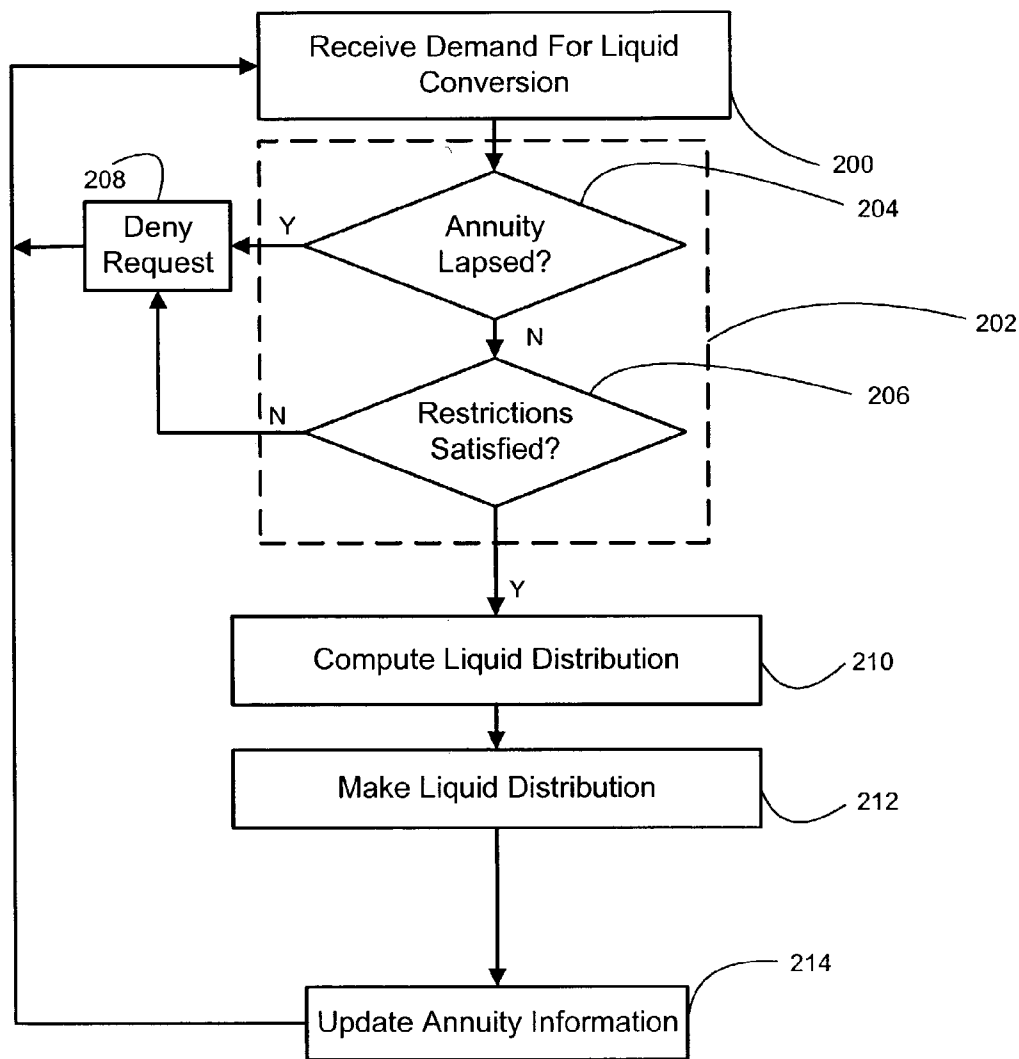 Receive Demand For Liquid
Conversion
200
208
204
Deny
Request
Y
Annuity
Lapsed?
202
N
206
N
Restrictions
Satisfied?
Y
Compute Liquid Distribution
210
Make Liquid Distribution
212
214
Update Annuity Information